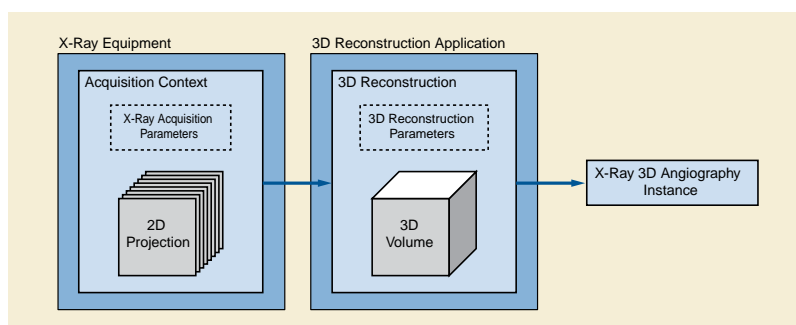 X-Ray Equipment
Acquisition Context
X-Ray Acquisition
Parameters
2D
Projection
3D Reconstruction Application
3D Reconstruction
3D Reconstruction
Parameters
3D
Volume
X-Ray 3D Angiography
Instance